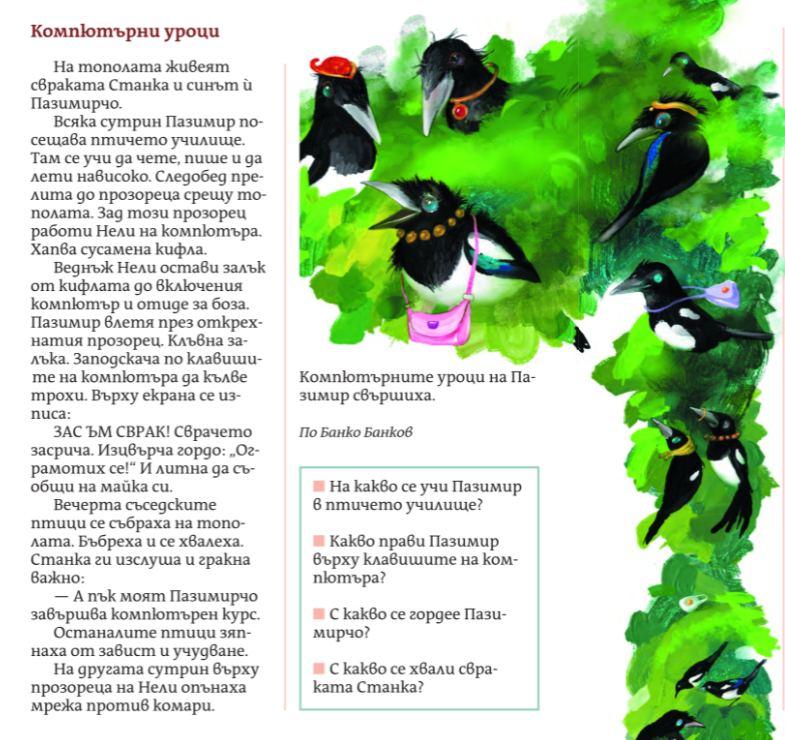 Компютърни уроци
На тополата живеят
свраката Станка и синът ѝ
Пазимирчо.
Всяка сутрин Пазимир по-
сещава птичето училище.
Там се учи да чете, пише и да
лети нависоко. Следобед пре-
лита до прозореца срещу то-
полата. Зад този прозорец
работи Нели на компютъра.
Хапва сусамена кифла.
Веднъж Нели остави залък
от кифлата до включения
компютър и отиде за боза.
Пазимир влетя през открех-
натия прозорец. Клъвна за-
лъка. Заподскача по клавиши-
те на компютъра да кълве
трохи. Върху екрана се из-
писа:
ЗАС ЪМ СВРАК! Сврачето
засрича. Изцвърча гордо: „Ог-
рамотих се!“ И литна да съ-
общи на майка си.
Вечерта съседските
птици се събраха на топо-
лата. Бъбреха и се хвалеха.
Станка ги изслуша и гракна
важно:
— А пък моят Пазимирчо
завършва компютърен курс.
Останалите птици зяп-
наха от завист и учудване.
На другата сутрин върху
прозореца на Нели опънаха
мрежа против комари.
Компютърните уроци на Па-
зимир свършиха.
По Банко Банков
На какво се учи Пазимир
в птичето училище?
Какво прави Пазимир
върху клавишите на ком-
пютъра?
С какво се гордее Пази-
мирчо?
С какво се хвали свра-
ката Станка?